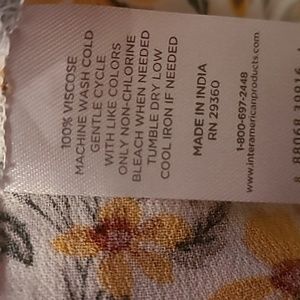 100% VISCOSE
MACHINE WASH COLD
GENTLE CYCLE
WITH LIKE COLORS
ONLY NON-CHLORINE
BLEACH WHEN NEEDED
TUMBLE DRY LOW
COOL IRON IF NEEDED
MADE IN INDIA
RN 29360
1-800-697-2448
www.interamericanproducts.com